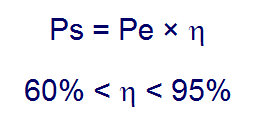 Ps = Pe × η
60% < η < 95%